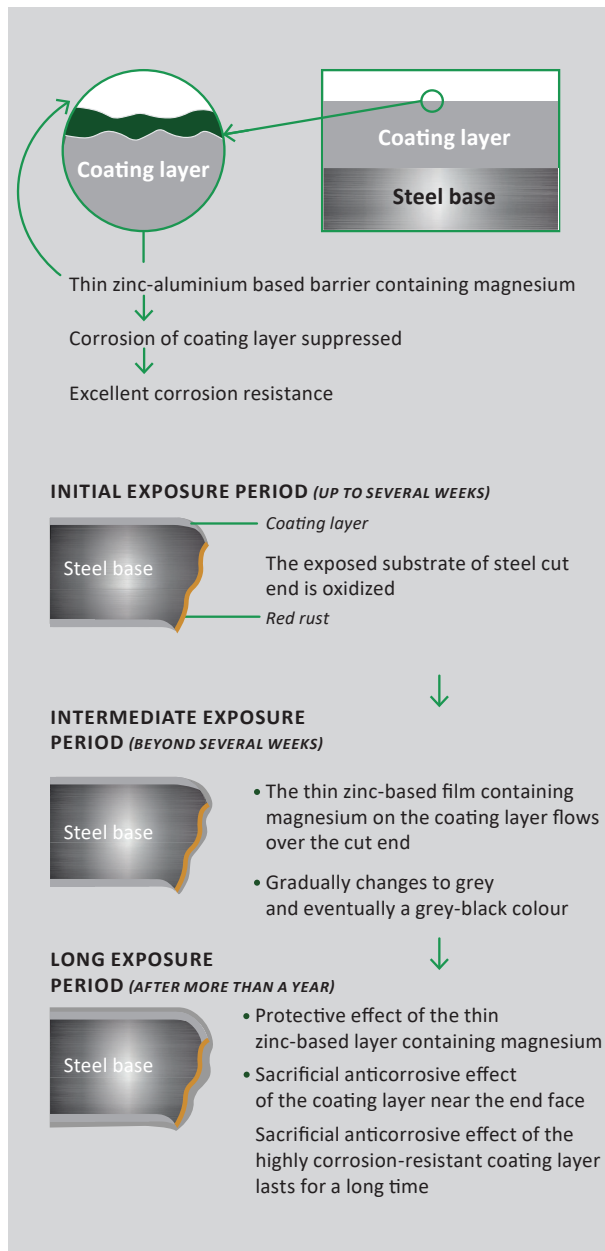 Coating layer
Coating layer
Steel base
Thin zinc-aluminium based barrier containing magnesium
Corrosion of coating layer suppressed
Excellent corrosion resistance
INITIAL EXPOSURE PERIOD (UP TO SEVERAL WEEKS)
Coating layer
Steel base
The exposed substrate of steel cut
end is oxidized
Red rust
INTERMEDIATE EXPOSURE
PERIOD (BEYOND SEVERAL WEEKS)
Steel base
• The thin zinc-based film containing
magnesium on the coating layer flows
over the cut end
• Gradually changes to grey
and eventually a grey-black colour
LONG EXPOSURE
PERIOD (AFTER MORE THAN A YEAR)
Steel base
• Protective effect of the thin
zinc-based layer containing magnesium
• Sacrificial anticorrosive effect
of the coating layer near the end face
Sacrificial anticorrosive effect of the
highly corrosion-resistant coating layer
lasts for a long time